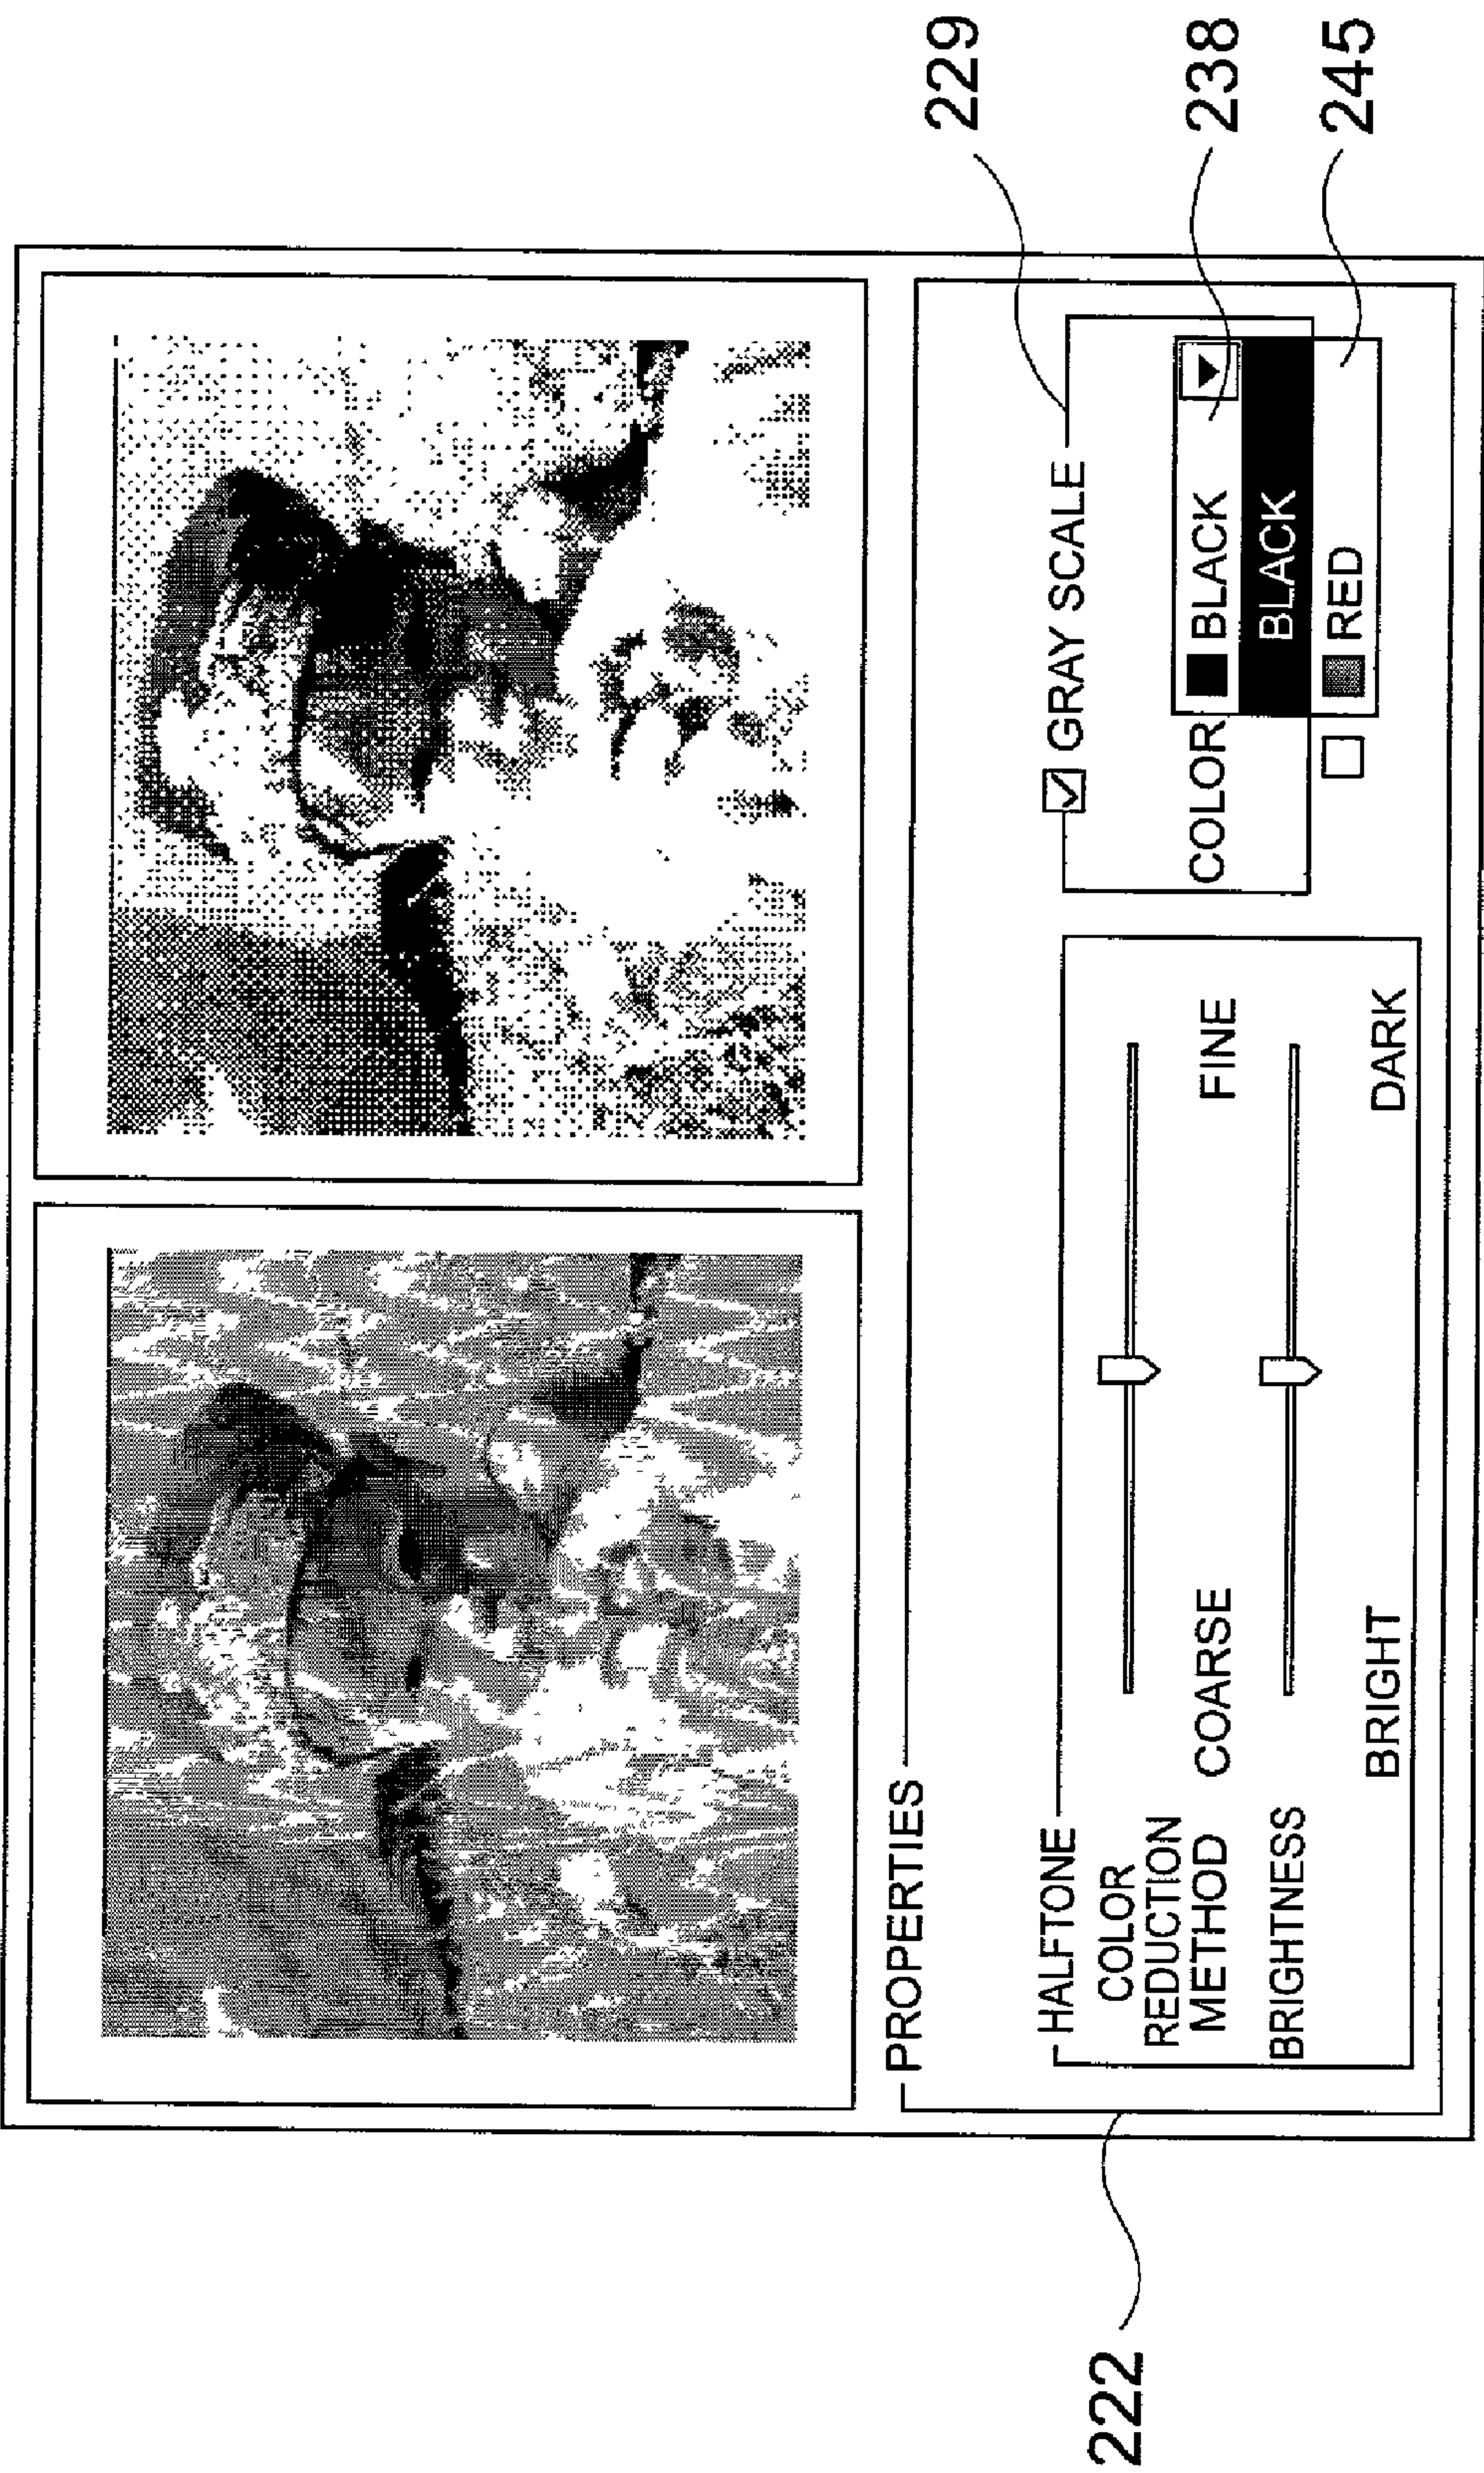 PROPERTIES
HALFTONE
COLOR
REDUCTION
METHOD
COARSE
FINE
BRIGHTNESS
BRIGHT
DARK
GRAY SCALE
COLOR
BLACK
BLACK
RED
222
229
238
245